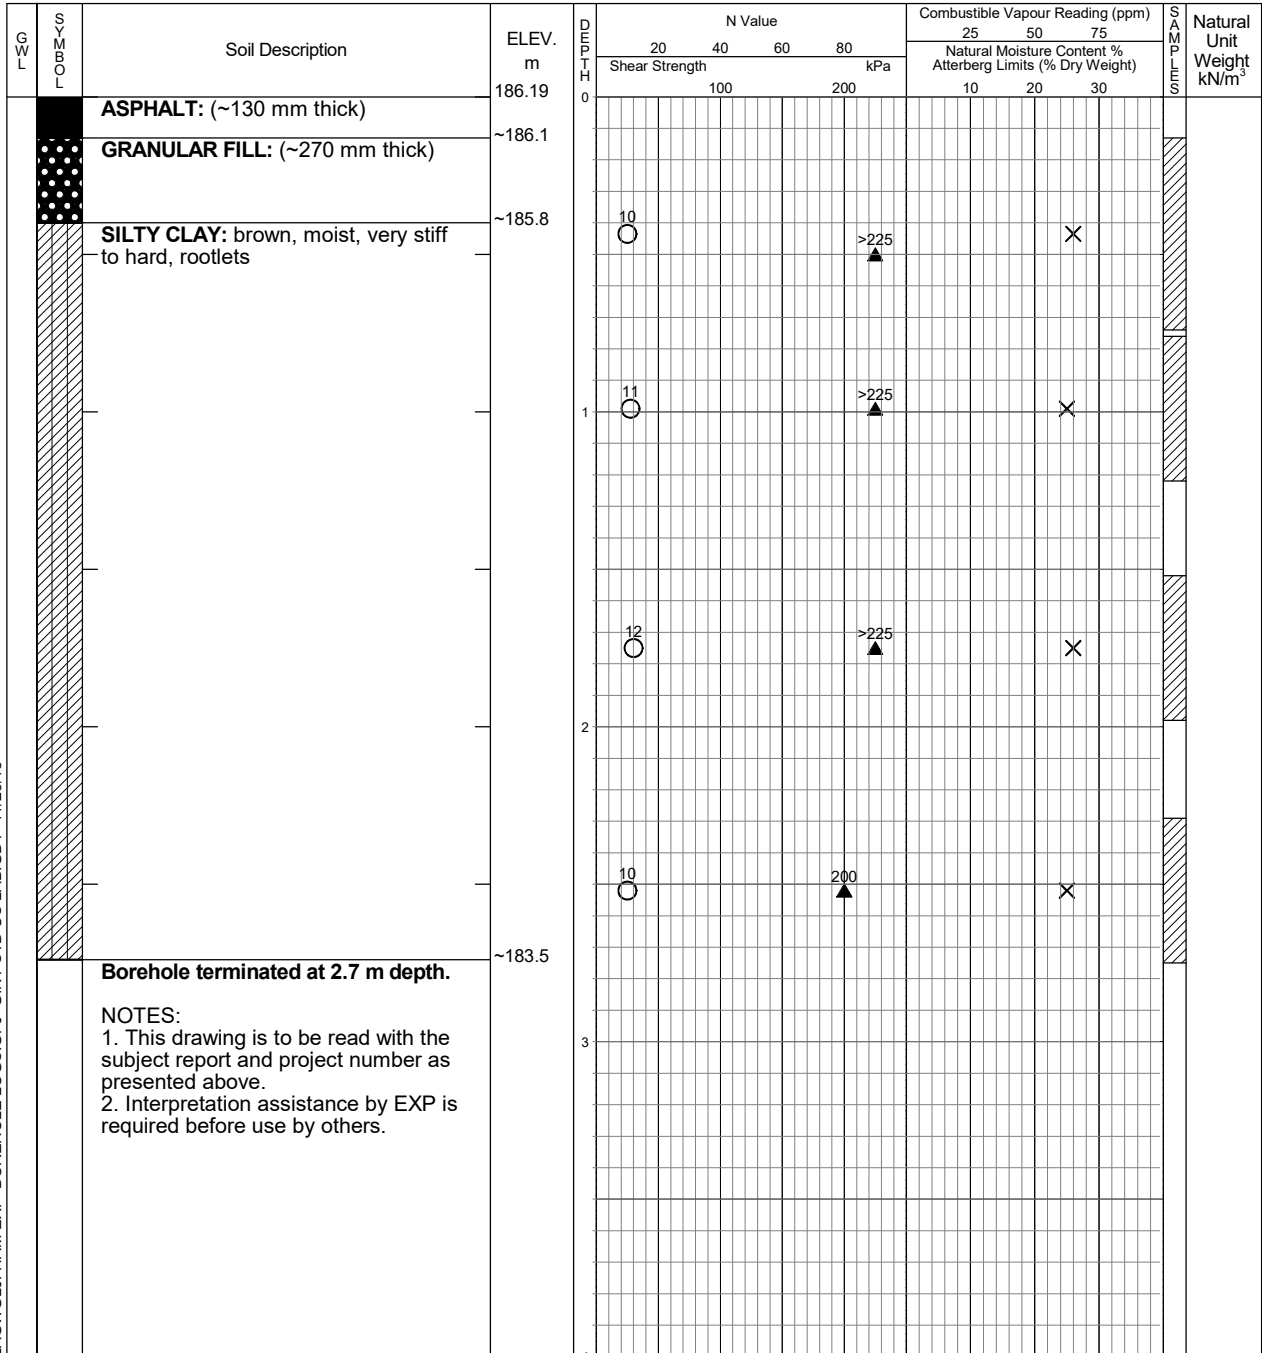 GWL
SYMBOL
Soil Description
ELEV.
m
DEPTH
N Value
20 40 60 80
Shear Strength kPa
100 200
Combustible Vapour Reading (ppm)
25 50 75
Natural Moisture Content %
Atterberg Limits (% Dry Weight)
10 20 30
SAMPLES
Natural
Unit
Weight
kN/m³
186.19
0
ASPHALT: (~130 mm thick)
~186.1
GRANULAR FILL: (~270 mm thick)
~185.8
SILTY CLAY: brown, moist, very stiff
to hard, rootlets
10
>225
11
>225
1
12
>225
2
10
200
~183.5
Borehole terminated at 2.7 m depth.
NOTES:
1. This drawing is to be read with the
subject report and project number as
presented above.
2. Interpretation assistance by EXP is
required before use by others.
3